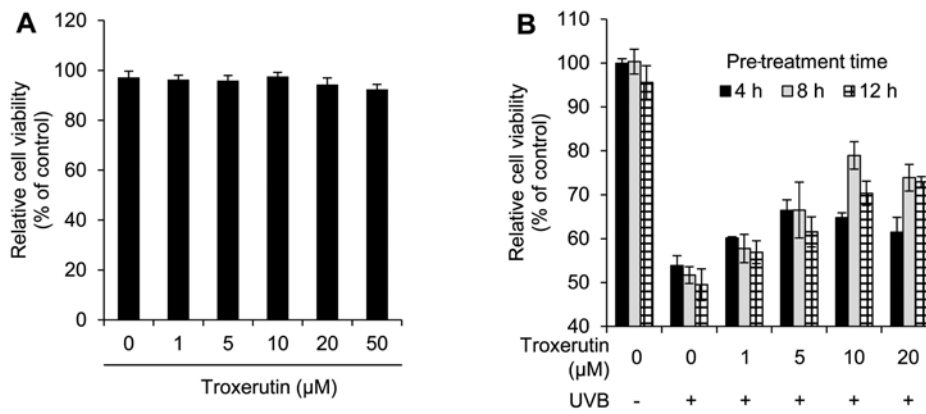 A
Relative cell viability
(% of control)
120
100
80
60
40
20
0
0 1 5 10 20 50
Troxerutin (μM)
B
Relative cell viability
(% of control)
110
100
90
80
70
60
50
40
Pre-treatment time
4 h 8 h 12 h
Troxerutin
(μM)
0 0 1 5 10 20
UVB - + + + + +